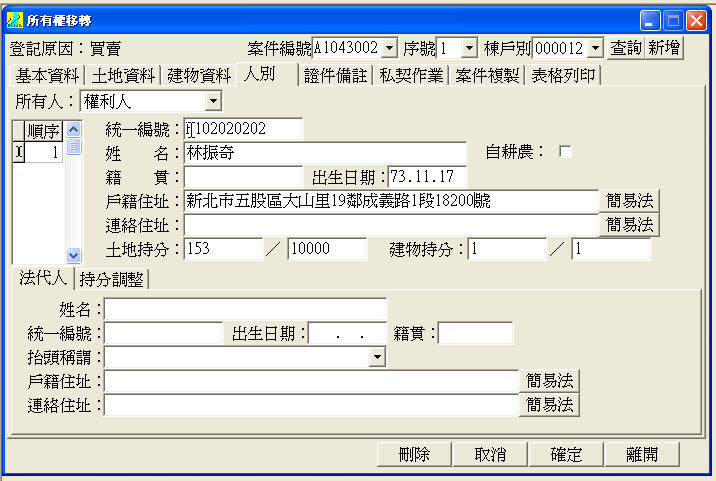 所有權移轉
登記原因：買賣 案件編號 A1043002 序號 1 棟戶別 000012 查詢 新增
基本資料 土地資料 建物資料 人別 證件備註 私契作業 案件複製 表格列印
所有人： 權利人
順序
1
統一編號： 102020202
姓 名： 林振奇 自耕農：
籍 貫： 出生日期： 73.11.17
戶籍住址： 新北市五股區大山里19鄰成義路1段18200號 簡易法
連絡住址： 簡易法
土地持分： 153 ／ 10000 建物持分： 1 ／ 1
法代人 持分調整
姓名：
統一編號： 出生日期： . . 籍貫：
抬頭稱謂：
戶籍住址： 簡易法
連絡住址： 簡易法
刪除 取消 確定 離開